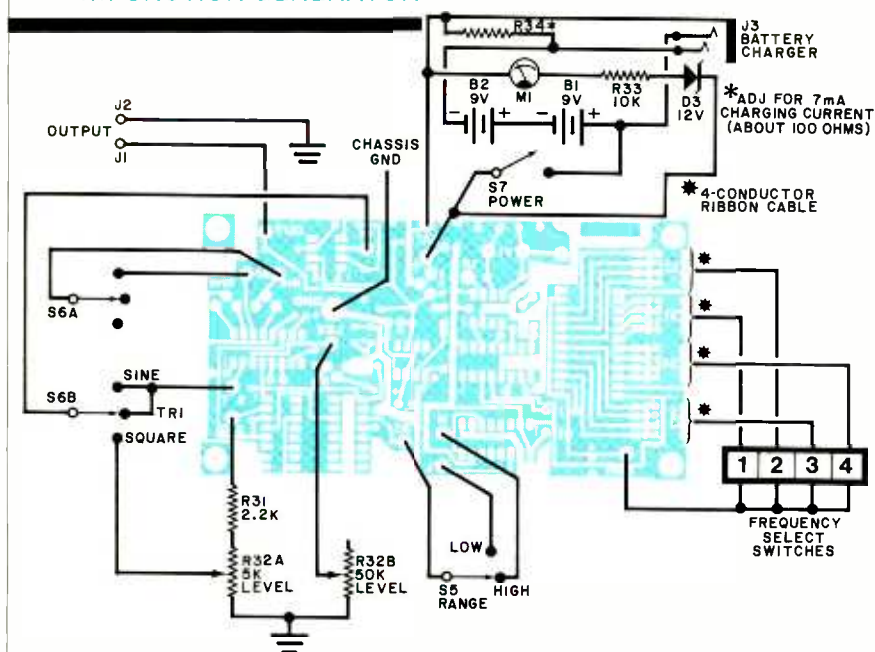 R34*
J3
BATTERY
CHARGER
B2
9V
B1
9V
M1
R33
10K
D3
12V
*ADJ FOR 7mA
CHARGING CURRENT
(ABOUT 100 OHMS)
J2
OUTPUT
J1
CHASSIS
GND
S7
POWER
* 4-CONDUCTOR
RIBBON CABLE
*
*
*
*
S6A
SINE
S6B
TRI
SQUARE
1 2 3 4
FREQUENCY
SELECT
SWITCHES
R31
2.2K
R32A
5K
LEVEL
R32B
50K
LEVEL
LOW
S5
RANGE
HIGH
- + - +